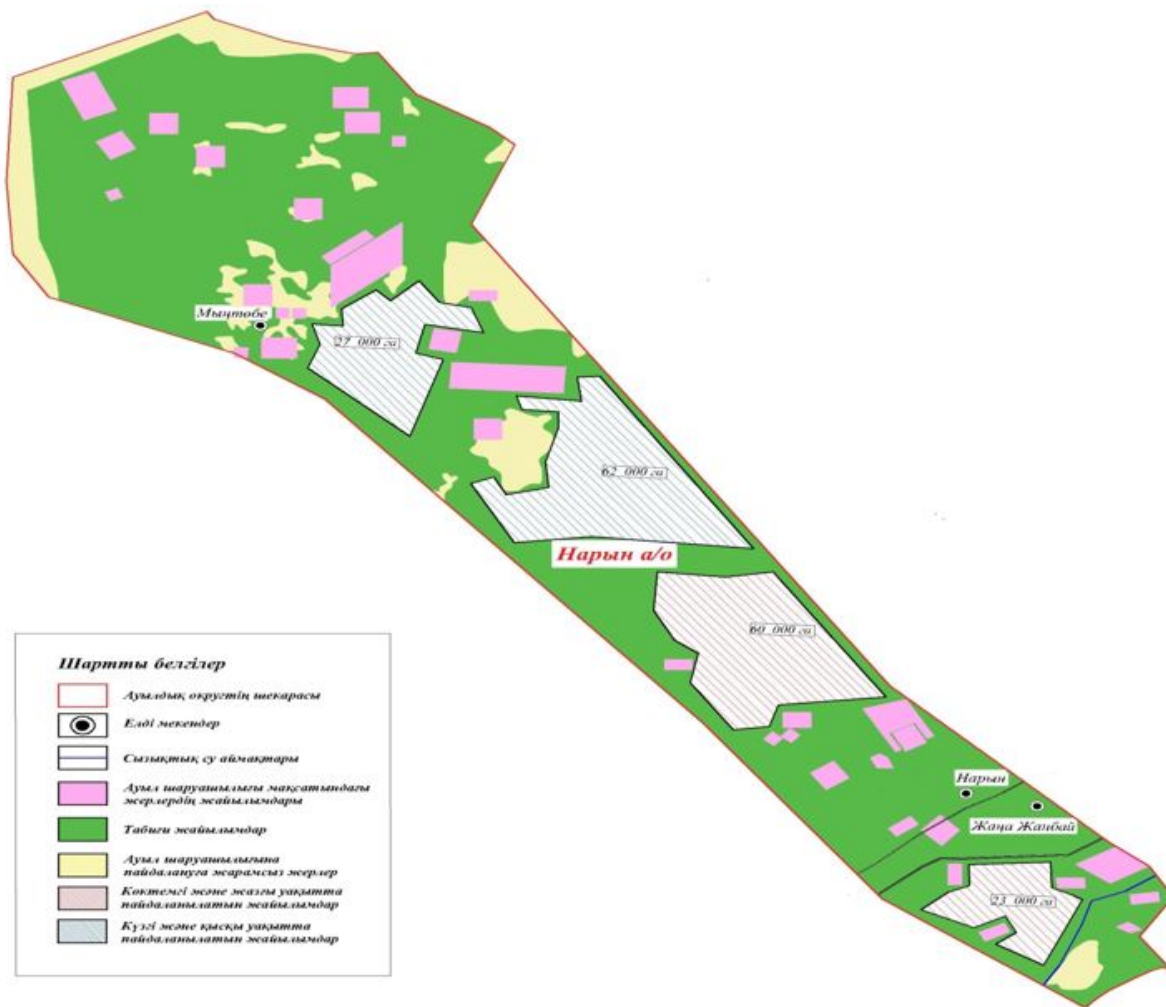 Мыңтөбе
27 000 га
62 000 га
Нарын а/о
60 000 га
Нарын
Жаңа Жанбай
23 000 га
Шартты белгілер
Ауылдық округтің шекарасы
Елді мекендер
Сызықтық су аймақтары
Ауыл шаруашылығы мақсатындағы
жерлердің жайылымдары
Табиғи жайылымдар
Ауыл шаруашылығына
пайдалануға жарамсыз жерлер
Көктемгі және жазғы уақытта
пайдаланылатын жайылымдар
Күзгі және қысқы уақытта
пайдаланылатын жайылымдар